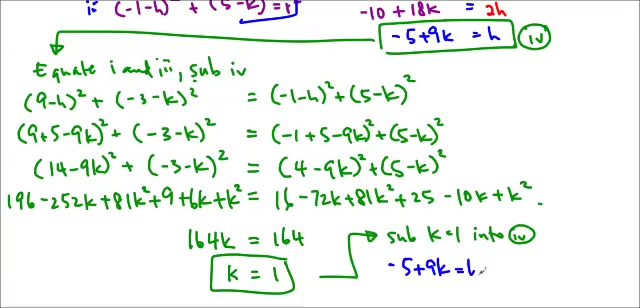 ii (-1-h)² + (5-k)² = r²
-10 + 18k = 2h
-5+9k = h iv
Equate i and iii, sub iv
(9-h)² + (-3-k)² = (-1-h)² + (5-k)²
(9+5-9k)² + (-3-k)² = (-1+5-9k)² + (5-k)²
(14-9k)² + (-3-k)² = (4-9k)² + (5-k)²
196 - 252k + 81k² + 9 + 6k + k² = 16 - 72k + 81k² + 25 - 10k + k².
164k = 164
k = 1
sub k=1 into iv
-5+9k=h